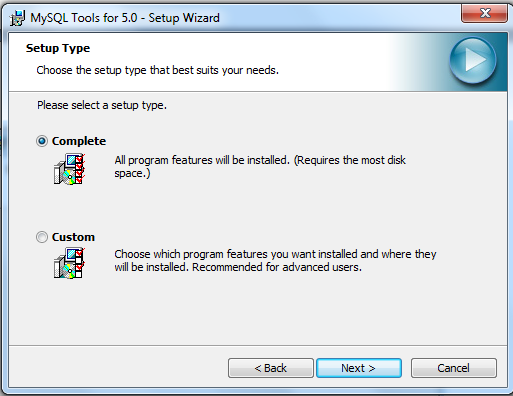 MySQL Tools for 5.0 - Setup Wizard
Setup Type
Choose the setup type that best suits your needs.
Please select a setup type.
Complete
All program features will be installed. (Requires the most disk
space.)
Custom
Choose which program features you want installed and where they
will be installed. Recommended for advanced users.
< Back
Next >
Cancel